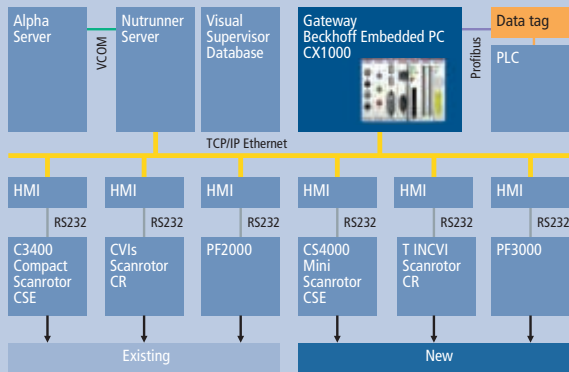 Alpha
Server
VCOM
Nutrunner
Server
Visual
Supervisor
Database
Gateway
Beckhoff Embedded PC
CX1000
Profibus
Data tag
PLC
TCP/IP Ethernet
HMI
HMI
HMI
HMI
HMI
HMI
RS232
RS232
RS232
RS232
RS232
RS232
C3400
Compact
Scanrotor
CSE
CVIs
Scanrotor
CR
PF2000
CS4000
Mini
Scanrotor
CSE
T INCVI
Scanrotor
CR
PF3000
Existing
New